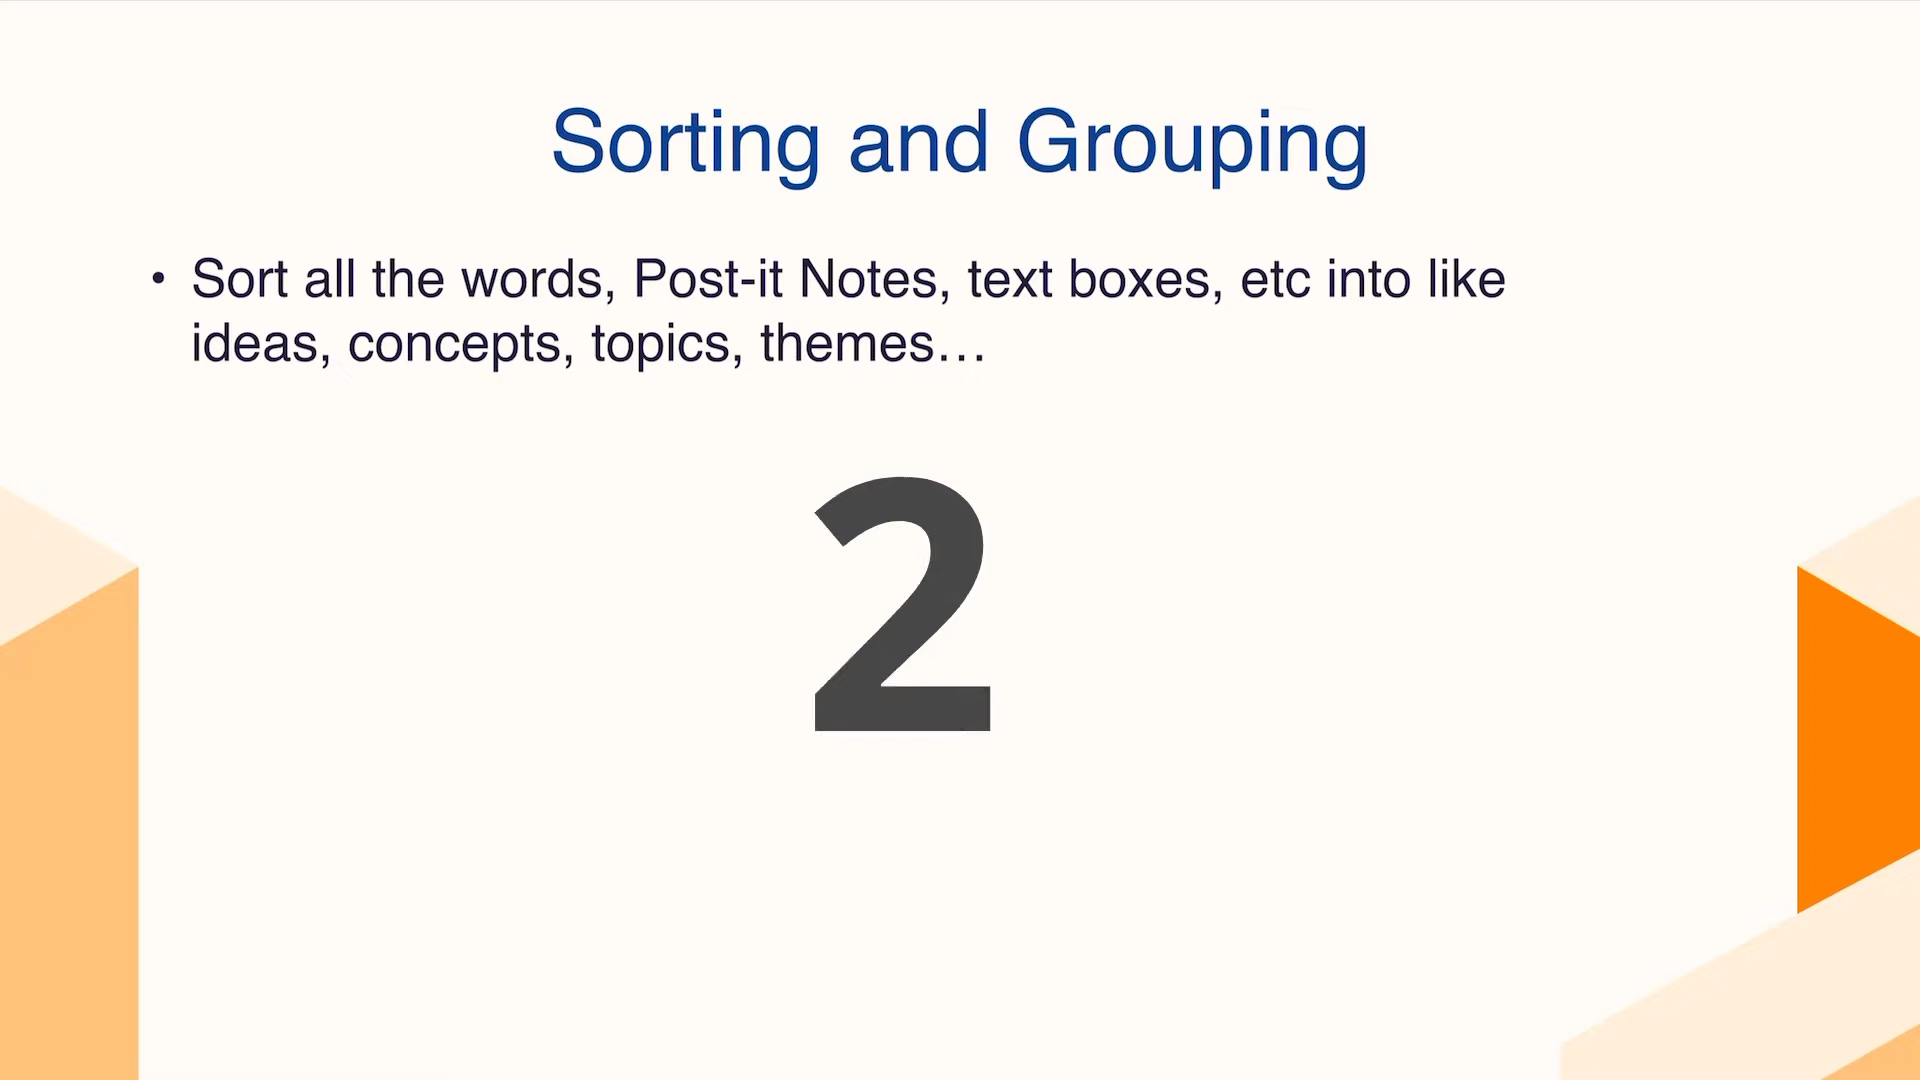 Sorting and Grouping
• Sort all the words, Post-it Notes, text boxes, etc into like
ideas, concepts, topics, themes…
2